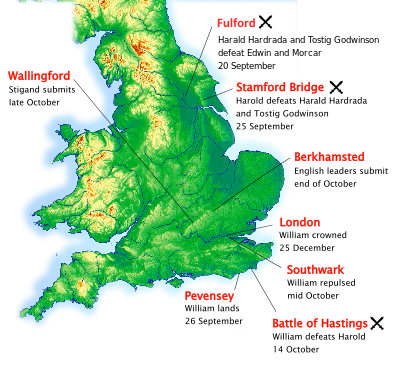 Fulford
Harald Hardrada and Tostig Godwinson
defeat Edwin and Morcar
20 September
Wallingford
Stigand submits
late October
Stamford Bridge
Harold defeats Harald Hardrada
and Tostig Godwinson
25 September
Berkhamsted
English leaders submit
end of October
London
William crowned
25 December
Southwark
William repulsed
mid October
Pevensey
William lands
26 September
Battle of Hastings
William defeats Harold
14 October